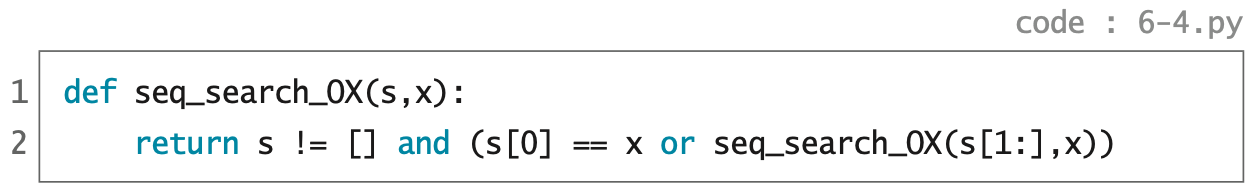 code : 6-4.py
1 def seq_search_OX(s,x):
2 return s != [] and (s[0] == x or seq_search_OX(s[1:],x))